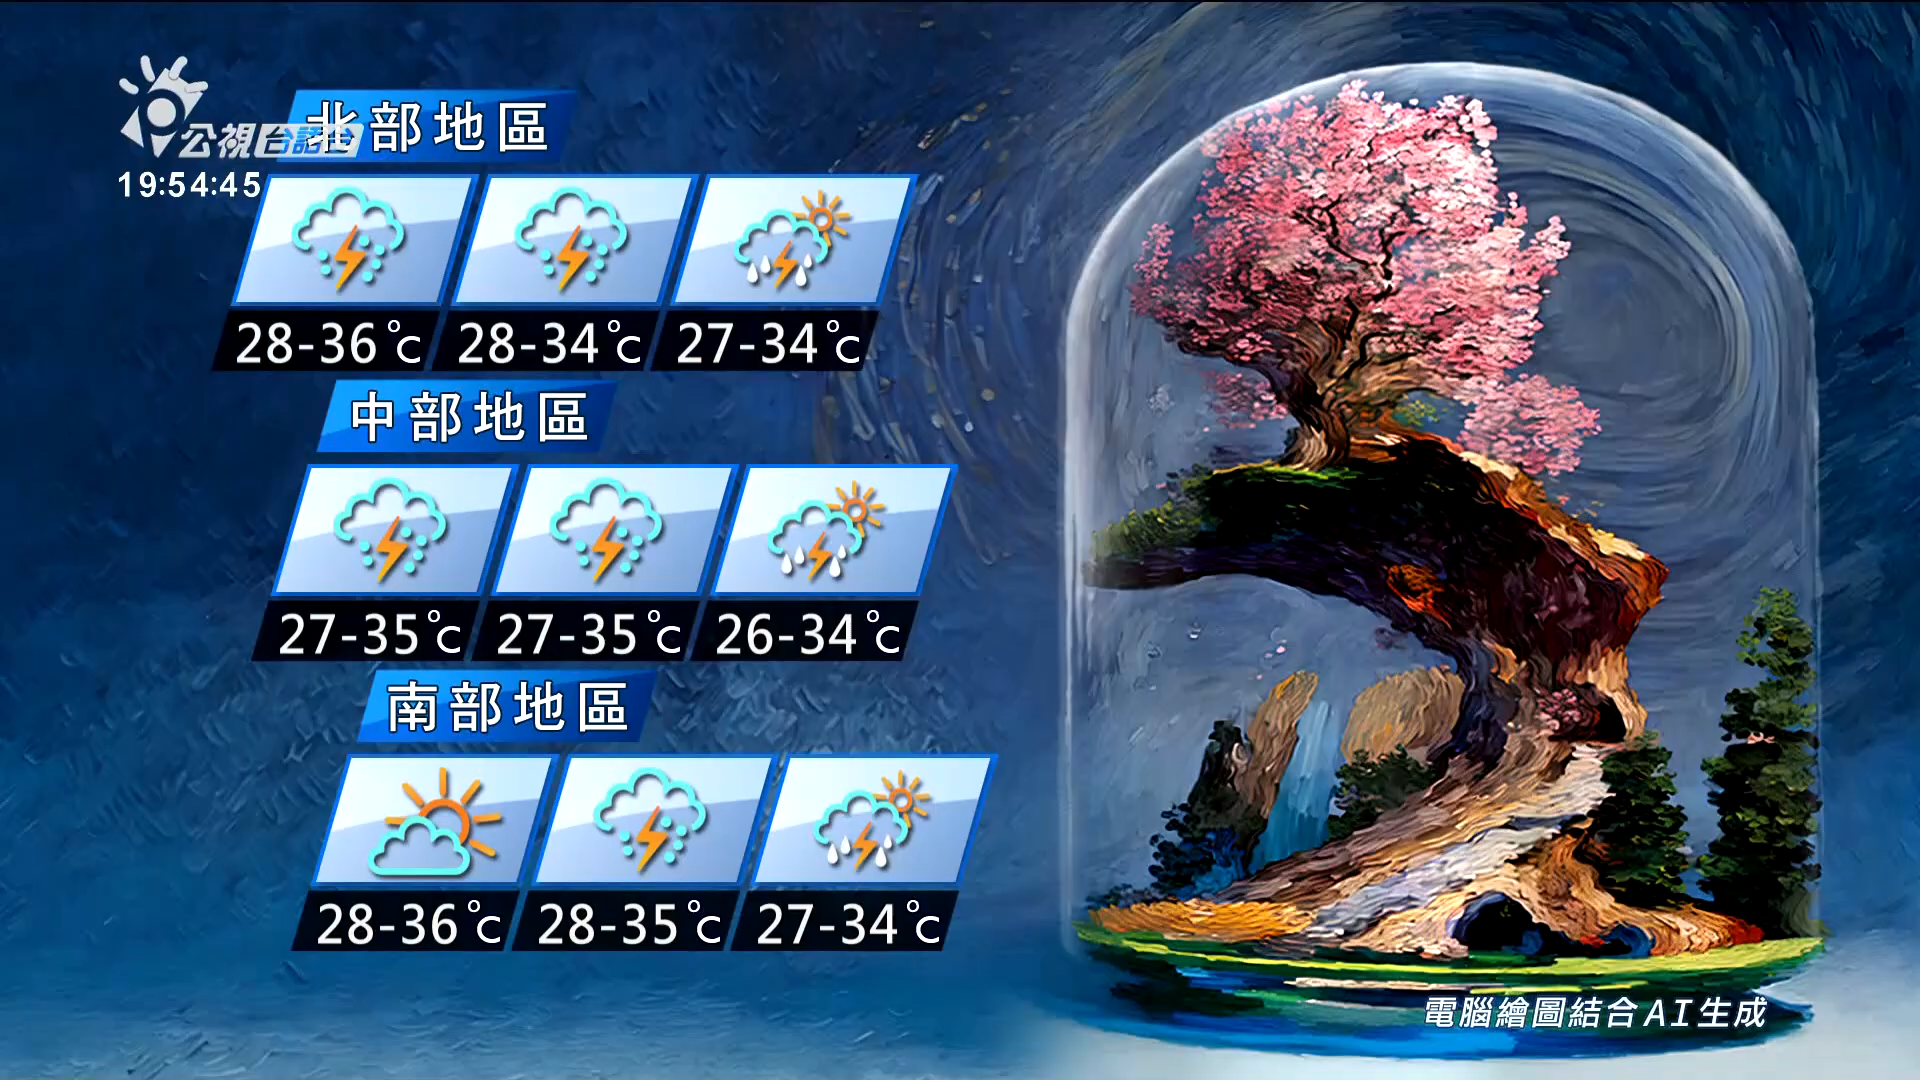 公視台語台
19:54:45
北部地區
28-36℃ 28-34℃ 27-34℃
中部地區
27-35℃ 27-35℃ 26-34℃
南部地區
28-36℃ 28-35℃ 27-34℃
電腦繪圖結合AI生成